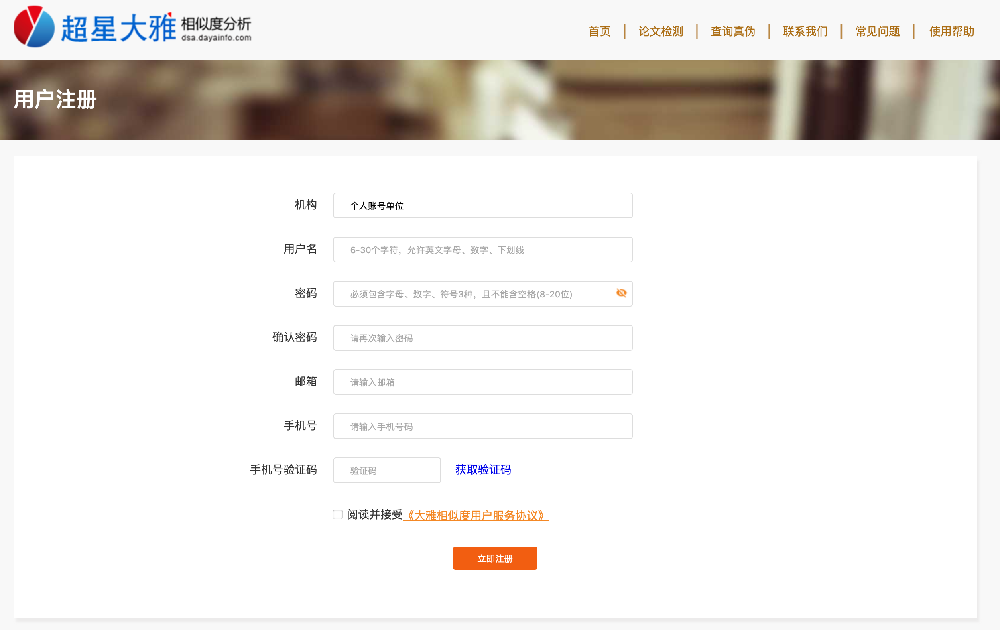 超星大雅 相似度分析
dsa.dayainfo.com
首页 论文检测 查询真伪 联系我们 常见问题 使用帮助
用户注册
机构 个人账号单位
用户名 6-30个字符，允许英文字母、数字、下划线
密码 必须包含字母、数字、符号3种，且不能含空格(8-20位)
确认密码 请再次输入密码
邮箱 请输入邮箱
手机号 请输入手机号码
手机号验证码 验证码 获取验证码
阅读并接受《大雅相似度用户服务协议》
立即注册